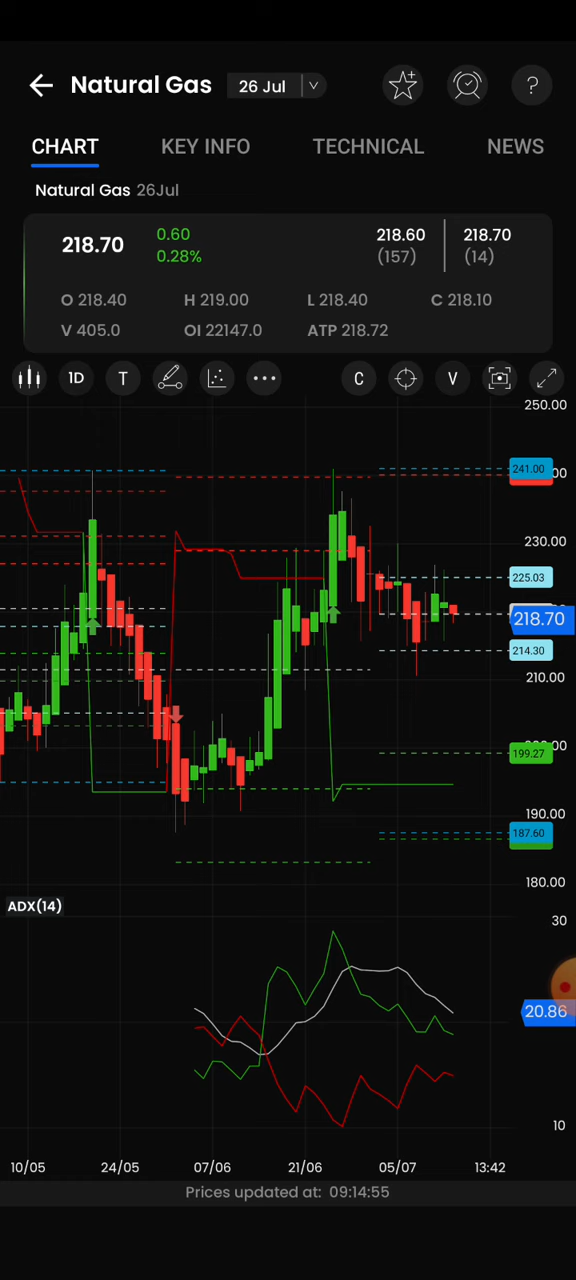 Natural Gas 26 Jul ?
CHART KEY INFO TECHNICAL NEWS
Natural Gas 26Jul
218.70 0.60 218.60 218.70
0.28% (157) (14)
O 218.40 H 219.00 L 218.40 C 218.10
V 405.0 OI 22147.0 ATP 218.72
1D T C V
250.00
241.00
230.00
225.03
218.70
214.30
210.00
199.27
190.00
187.60
180.00
ADX(14)
30
20.86
10
10/05 24/05 07/06 21/06 05/07 13:42
Prices updated at: 09:14:55